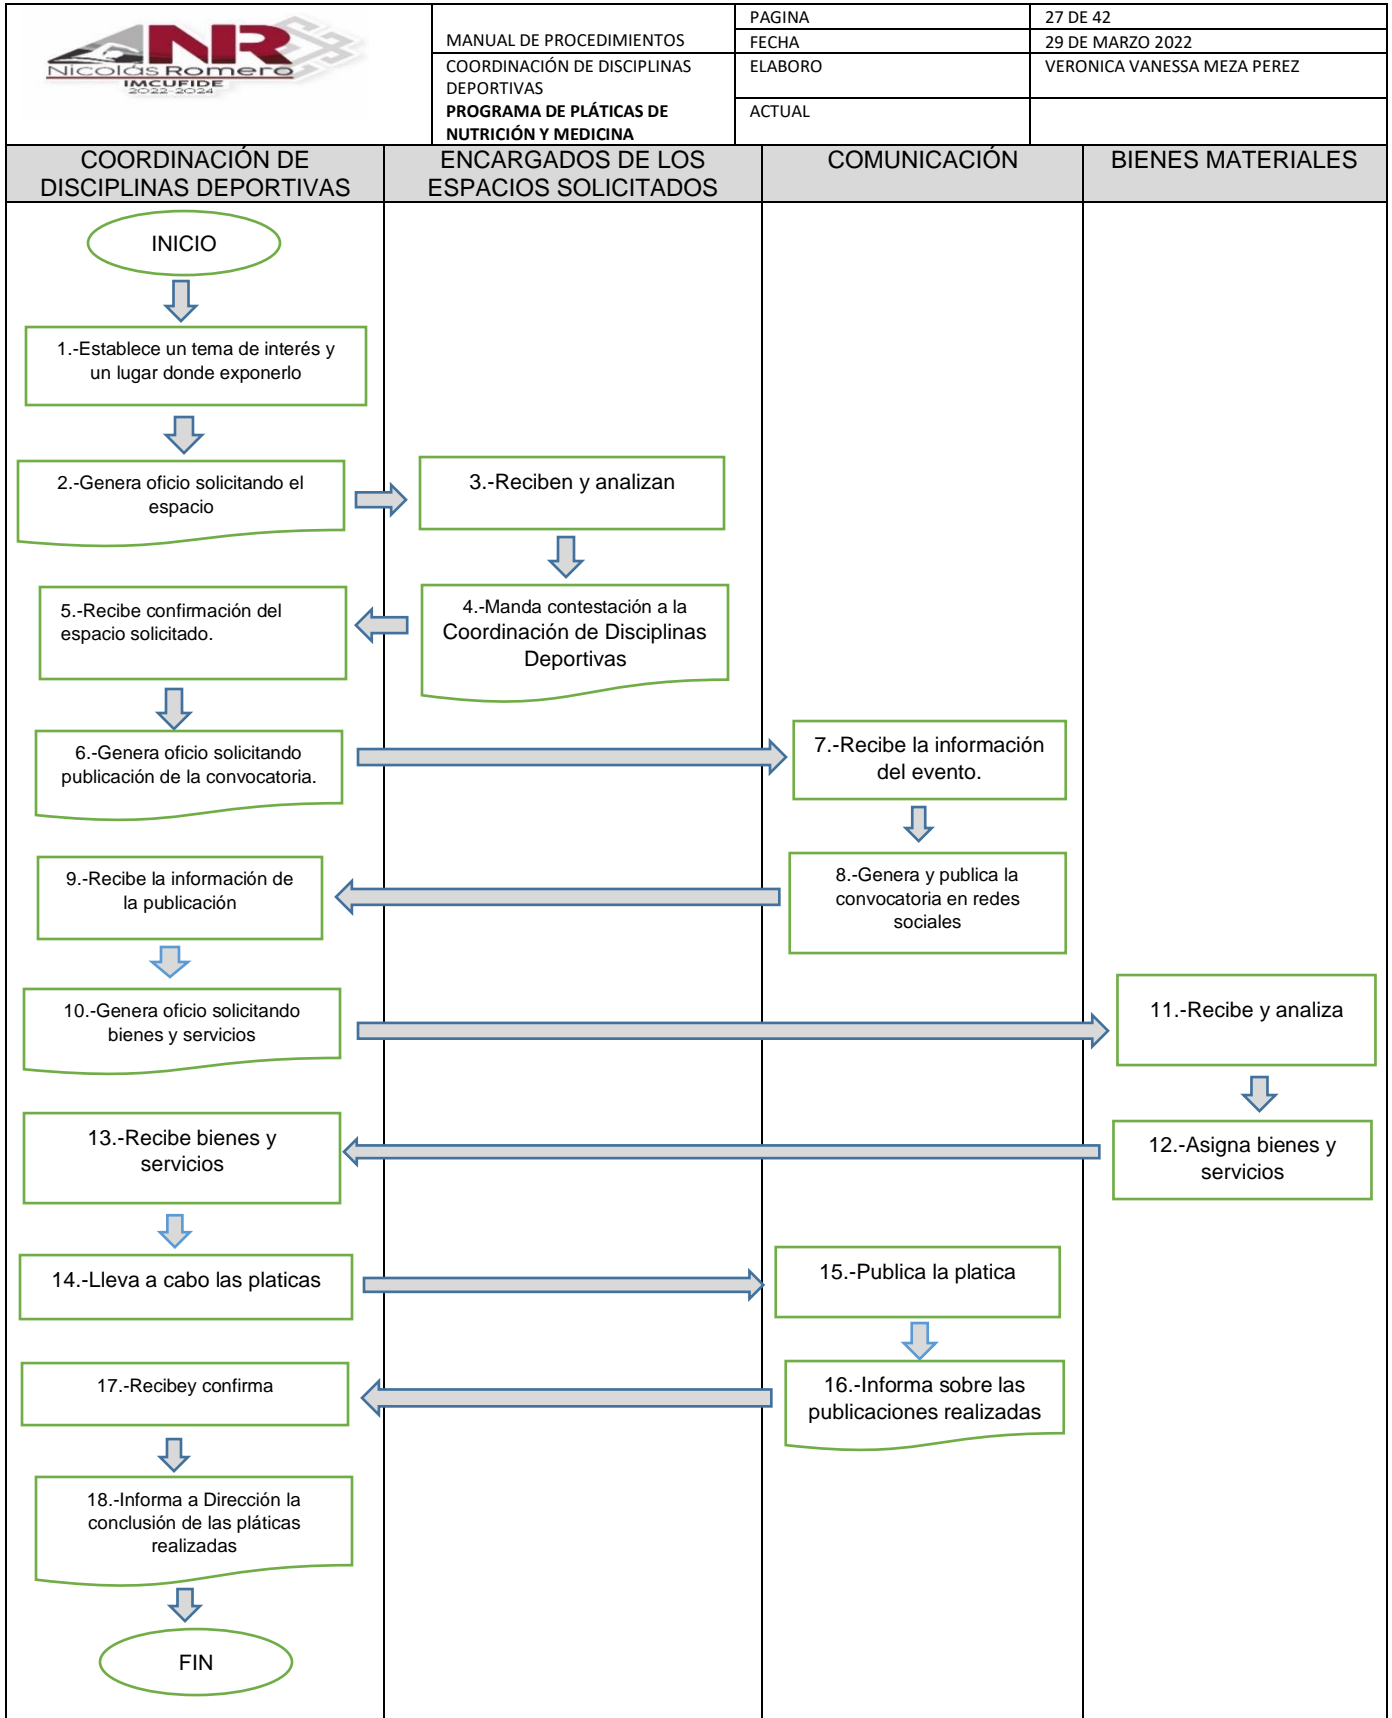 NR
Nicolás Romero
IMCUFIDE
2022-2024
MANUAL DE PROCEDIMIENTOS
PAGINA
27 DE 42
FECHA
29 DE MARZO 2022
COORDINACIÓN DE DISCIPLINAS
DEPORTIVAS
PROGRAMA DE PLÁTICAS DE
NUTRICIÓN Y MEDICINA
ELABORO
VERONICA VANESSA MEZA PEREZ
ACTUAL
COORDINACIÓN DE
DISCIPLINAS DEPORTIVAS
ENCARGADOS DE LOS
ESPACIOS SOLICITADOS
COMUNICACIÓN
BIENES MATERIALES
INICIO
1.-Establece un tema de interés y
un lugar donde exponerlo
2.-Genera oficio solicitando el
espacio
3.-Reciben y analizan
4.-Manda contestación a la
Coordinación de Disciplinas
Deportivas
5.-Recibe confirmación del
espacio solicitado.
6.-Genera oficio solicitando
publicación de la convocatoria.
7.-Recibe la información
del evento.
8.-Genera y publica la
convocatoria en redes
sociales
9.-Recibe la información de
la publicación
10.-Genera oficio solicitando
bienes y servicios
11.-Recibe y analiza
12.-Asigna bienes y
servicios
13.-Recibe bienes y
servicios
14.-Lleva a cabo las platicas
15.-Publica la platica
16.-Informa sobre las
publicaciones realizadas
17.-Recibey confirma
18.-Informa a Dirección la
conclusión de las pláticas
realizadas
FIN